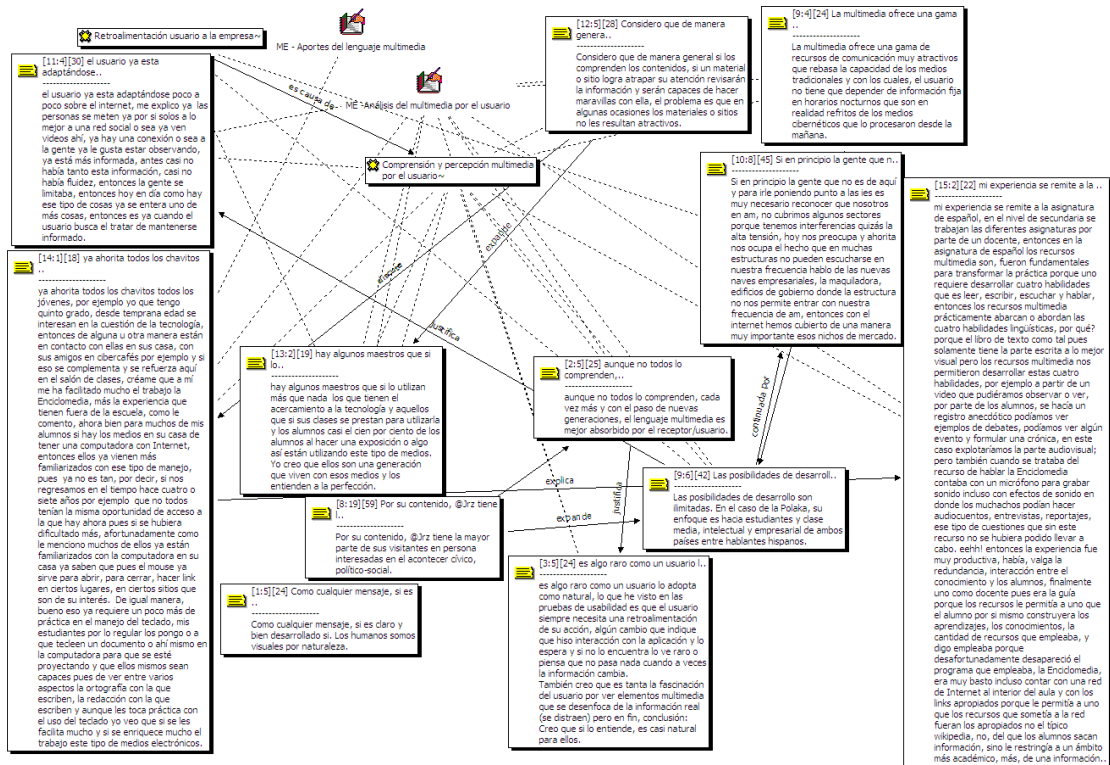 Retroalimentación usuario a la empresa~
ME - Aportes del lenguaje multimedia
ME - Análisis del multimedia por el usuario
Comprensión y percepción multimedia
por el usuario~
es causa de
[11:4][30] el usuario ya esta
adaptándose..
--------------------
el usuario ya esta adaptándose poco a
poco sobre el internet, me explico ya las
personas se meten ya por si solos a lo
mejor a una red social o sea ya ven
videos ahí, ya hay una conexión o sea a
la gente ya le gusta estar observando,
ya está más informada, antes casi no
había tanto esta información, casi no
había fluidez, entonces la gente se
limitaba, entonces hoy en día como hay
ese tipo de cosas ya se entera uno de
más cosas, entonces es ya cuando el
usuario busca el tratar de mantenerse
informado.
[12:5][28] Considero que de manera
genera..
--------------------
Considero que de manera general si los
comprenden los contenidos, si un material
o sitio logra atrapar su atención revisarán
la información y serán capaces de hacer
maravillas con ella, el problema es que en
algunas ocasiones los materiales o sitios
no les resultan atractivos.
[9:4][24] La multimedia ofrece una gama
..
--------------------
La multimedia ofrece una gama de
recursos de comunicación muy atractivos
que rebasa la capacidad de los medios
tradicionales y con los cuales, el usuario
no tiene que depender de información fija
en horarios nocturnos que son en
realidad refritos de los medios
cibernéticos que lo procesaron desde la
mañana.
[10:8][45] Si en principio la gente que n..
--------------------
Si en principio la gente que no es de aquí
y para irle poniendo punto a las ies es
muy necesario reconocer que nosotros
en am, no cubrimos algunos sectores
porque tenemos interferencias quizás la
alta tensión, hoy nos preocupa y ahorita
nos ocupa el hecho que en muchas
estructuras no pueden escucharse en
nuestra frecuencia hablo de las nuevas
naves empresariales, la maquiladora,
edificios de gobierno donde la estructura
no nos permite entrar con nuestra
frecuencia de am, entonces con el
internet hemos cubierto de una manera
muy importante esos nichos de mercado.
[15:2][22] mi experiencia se remite a la ..
--------------------
mi experiencia se remite a la asignatura
de español, en el nivel de secundaria se
trabajan las diferentes asignaturas por
parte de un docente, entonces en la
asignatura de español los recursos
multimedia son, fueron fundamentales
para transformar la práctica porque uno
requiere desarrollar cuatro habilidades
que es leer, escribir, escuchar y hablar,
entonces los recursos multimedia
prácticamente abarcan o abordan las
cuatro habilidades lingüísticas, por qué?
porque el libro de texto como tal pues
solamente tiene la parte escrita a lo mejor
visual pero los recursos multimedia nos
permitieron desarrollar estas cuatro
habilidades, por ejemplo a partir de un
video que pudiéramos observar o ver,
por parte de los alumnos, se hacía un
registro anecdótico podíamos ver
ejemplos de debates, podíamos ver algún
evento y formular una crónica, en este
caso explotaríamos la parte audiovisual;
pero también cuando se trataba del
recurso de hablar la Enciclomedia
contaba con un micrófono para grabar
sonido incluso con efectos de sonido en
donde los muchachos podían hacer
audiocuentos, entrevistas, reportajes,
ese tipo de cuestiones que sin este
recurso no se hubiera podido llevar a
cabo. eehh! entonces la experiencia fue
muy productiva, había, valga la
redundancia, interacción entre el
conocimiento y los alumnos, finalmente
uno como docente pues era la guía
porque los recursos le permitía a uno que
el alumno por si mismo construyera los
aprendizajes, los conocimientos, la
cantidad de recursos que empleaba, y
digo empleaba porque
desafortunadamente desapareció el
programa que empleaba, la Enciclomedia,
era muy basto incluso contar con una red
de Internet al interior del aula y con los
links apropiados porque le permitía a uno
que los recursos que sometía a la red
fueran los apropiados no el típico
wikipedia, no, del que los alumnos sacan
información, sino le restringía a un ámbito
más académico, más, de una información..
[14:1][18] ya ahorita todos los chavitos
..
--------------------
ya ahorita todos los chavitos todos los
jóvenes, por ejemplo yo que tengo
quinto grado, desde temprana edad se
interesan en la cuestión de la tecnología,
entonces de alguna u otra manera están
en contacto con ellas en su casa, con
sus amigos en cibercafés por ejemplo y si
eso se complementa y se refuerza aquí
en el salón de clases, créame que a mí
me ha facilitado mucho el trabajo la
Enciclomedia, más la experiencia que
tienen fuera de la escuela, como le
comento, ahora bien para muchos de mis
alumnos si hay los medios en su casa de
tener una computadora con Internet,
entonces ellos ya vienen más
familiarizados con ese tipo de manejo,
pues ya no es tan, por decir, si nos
regresamos en el tiempo hace cuatro o
siete años por ejemplo que no todos
tenían la misma oportunidad de acceso a
la que hay ahora pues si se hubiera
dificultado más, afortunadamente como
le menciono muchos de ellos ya están
familiarizados con la computadora en su
casa ya saben que pues el mouse ya
sirve para abrir, para cerrar, hacer link
en ciertos lugares, en ciertos sitios que
son de su interés. De igual manera,
bueno eso ya requiere un poco más de
práctica en el manejo del teclado, mis
estudiantes por lo regular los pongo o a
que tecleen un documento o ahí mismo en
la computadora para que se esté
proyectando y que ellos mismos sean
capaces pues de ver entre varios
aspectos la ortografía con la que
escriben, la redacción con la que
escriben y aunque les toca práctica con
el uso del teclado yo veo que si se les
facilita mucho y si se enriquece mucho el
trabajo este tipo de medios electrónicos.
expande
discute
justifica
[13:2][19] hay algunos maestros que si
lo..
--------------------
hay algunos maestros que si lo utilizan
más que nada los que tienen el
acercamiento a la tecnología y aquellos
que si sus clases se prestan para utilizarla
y los alumnos casi el cien por ciento de los
alumnos al hacer una exposición o algo
así están utilizando este tipo de medios.
Yo creo que ellos son una generación
que viven con esos medios y los
entienden a la perfección.
[2:5][25] aunque no todos lo
comprenden,..
--------------------
aunque no todos lo comprenden, cada
vez más y con el paso de nuevas
generaciones, el lenguaje multimedia es
mejor absorbido por el receptor/usuario.
continuada Por
explica
justifica
expande
[9:6][42] Las posibilidades de desarroll..
--------------------
Las posibilidades de desarrollo son
ilimitadas. En el caso de la Polaka, su
enfoque es hacia estudiantes y clase
media, intelectual y empresarial de ambos
países entre hablantes hispanos.
[8:19][59] Por su contenido, @Jrz tiene
l..
--------------------
Por su contenido, @Jrz tiene la mayor
parte de sus visitantes en persona
interesadas en el acontecer cívico,
político-social.
[1:5][24] Como cualquier mensaje, si es
..
--------------------
Como cualquier mensaje, si es claro y
bien desarrollado si. Los humanos somos
visuales por naturaleza.
[3:5][24] es algo raro como un usuario l..
--------------------
es algo raro como un usuario lo adopta
como natural, lo que he visto en las
pruebas de usabilidad es que el usuario
siempre necesita una retroalimentación
de su acción, algún cambio que indique
que hiso interacción con la aplicación y lo
espera y si no lo encuentra lo ve raro o
piensa que no pasa nada cuando a veces
la información cambia.
También creo que es tanta la fascinación
del usuario por ver elementos multimedia
que se desenfoca de la información real
(se distraen) pero en fin, conclusión:
Creo que si lo entiende, es casi natural
para ellos.